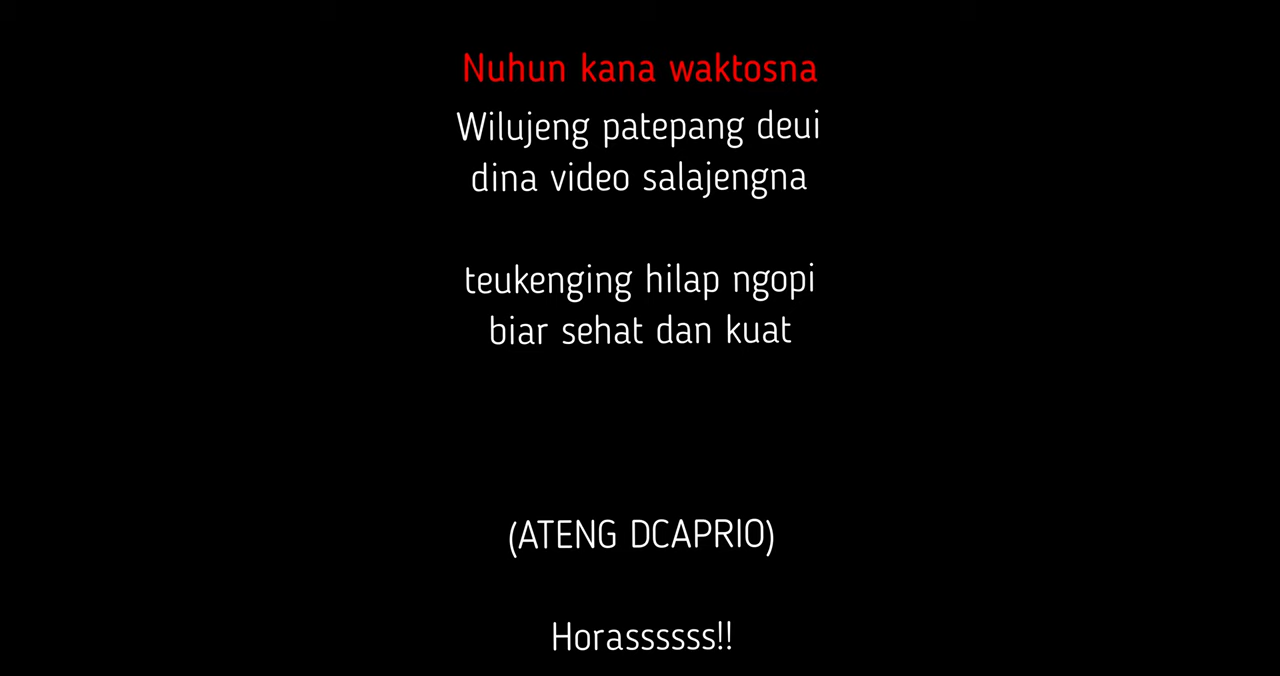 Nuhun kana waktosna
Wilujeng patepang deui
dina video salajengna
teukenging hilap ngopi
biar sehat dan kuat
(ATENG DCAPRIO)
Horassssss!!